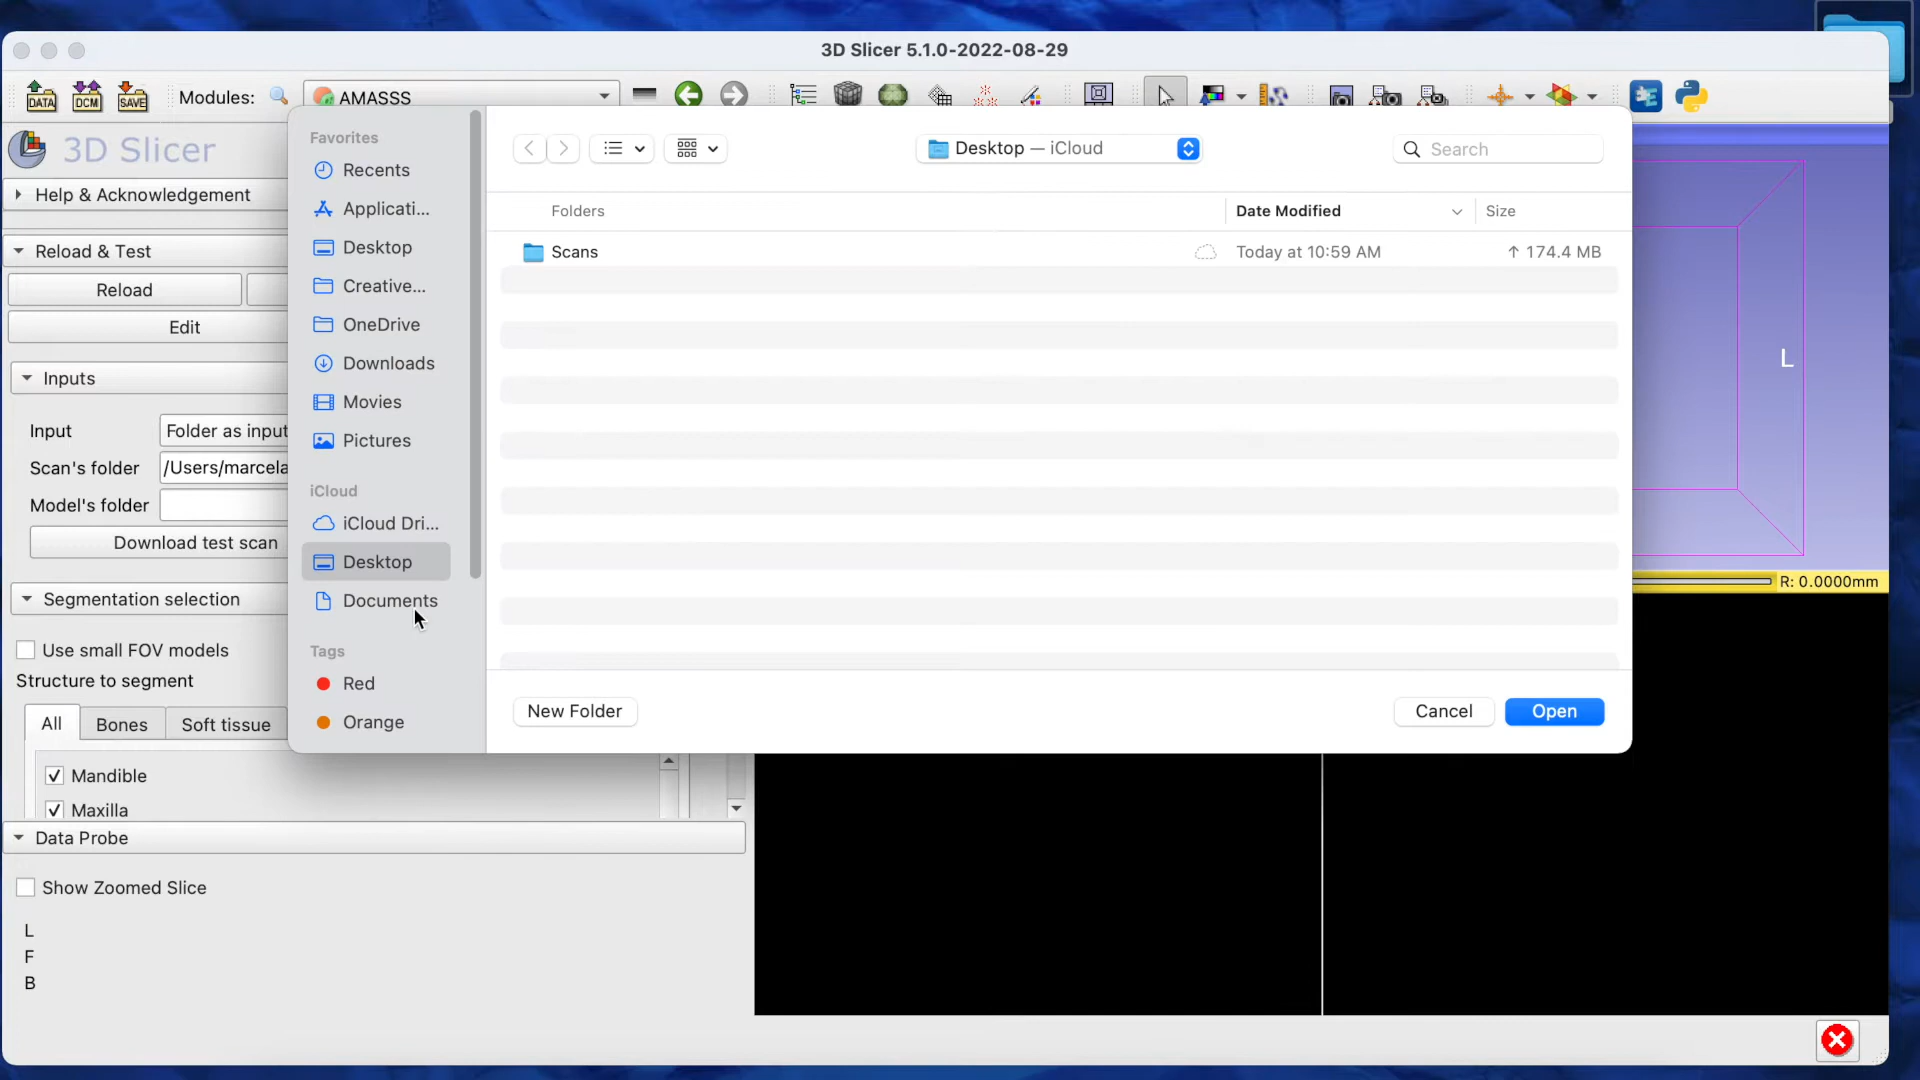 3D Slicer 5.1.0-2022-08-29
DATA
DCM
SAVE
Modules:
AMASSS
3D Slicer
Help & Acknowledgement
Reload & Test
Reload
Edit
Inputs
Input
Folder as input
Scan's folder
/Users/marcela
Model's folder
Download test scan
Segmentation selection
Use small FOV models
Structure to segment
All
Bones
Soft tissue
Mandible
Maxilla
Data Probe
Show Zoomed Slice
L
F
B
Favorites
Recents
Applicati...
Desktop
Creative...
OneDrive
Downloads
Movies
Pictures
iCloud
iCloud Dri...
Desktop
Documents
Tags
Red
Orange
Desktop — iCloud
Search
Folders
Date Modified
Size
Scans
Today at 10:59 AM
↑ 174.4 MB
New Folder
Cancel
Open
L
R: 0.0000mm